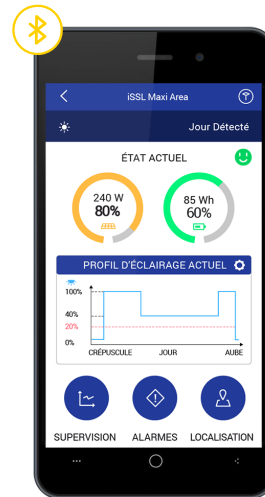 iSSL Maxi Area
Jour Détecté
ÉTAT ACTUEL
240 W
80%
85 Wh
60%
PROFIL D'ÉCLAIRAGE ACTUEL
100%
40%
20%
0%
CRÉPUSCULE JOUR AUBE
SUPERVISION ALARMES LOCALISATION